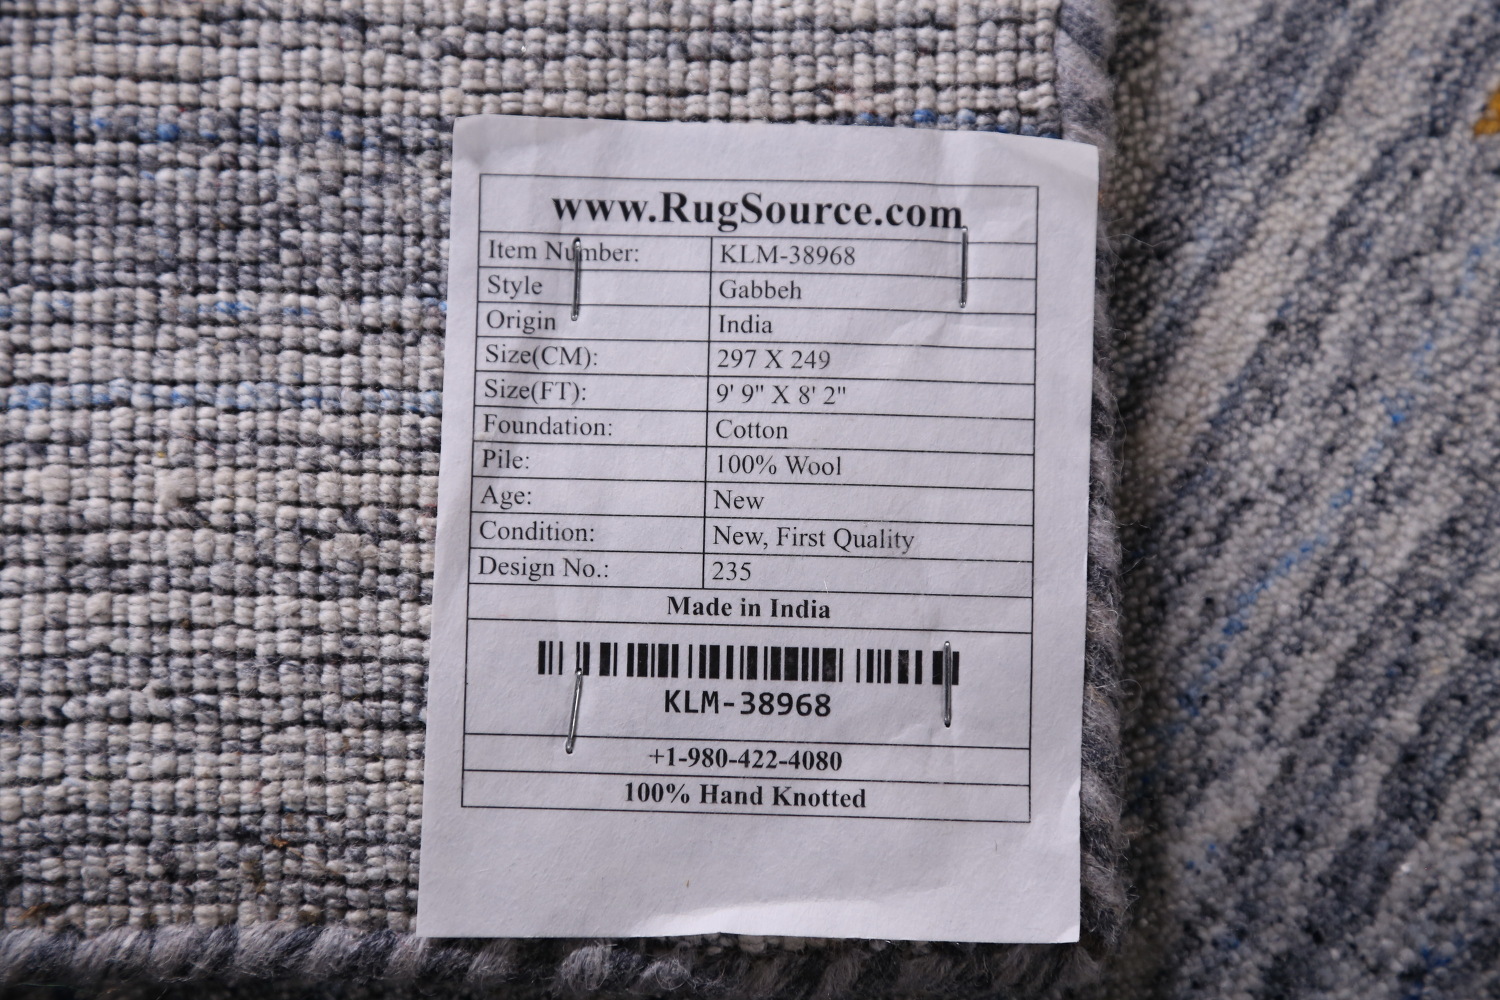 www.RugSource.com
Item Number: KLM-38968
Style Gabbeh
Origin India
Size(CM): 297 X 249
Size(FT): 9' 9" X 8' 2"
Foundation: Cotton
Pile: 100% Wool
Age: New
Condition: New, First Quality
Design No.: 235
Made in India
KLM-38968
+1-980-422-4080
100% Hand Knotted